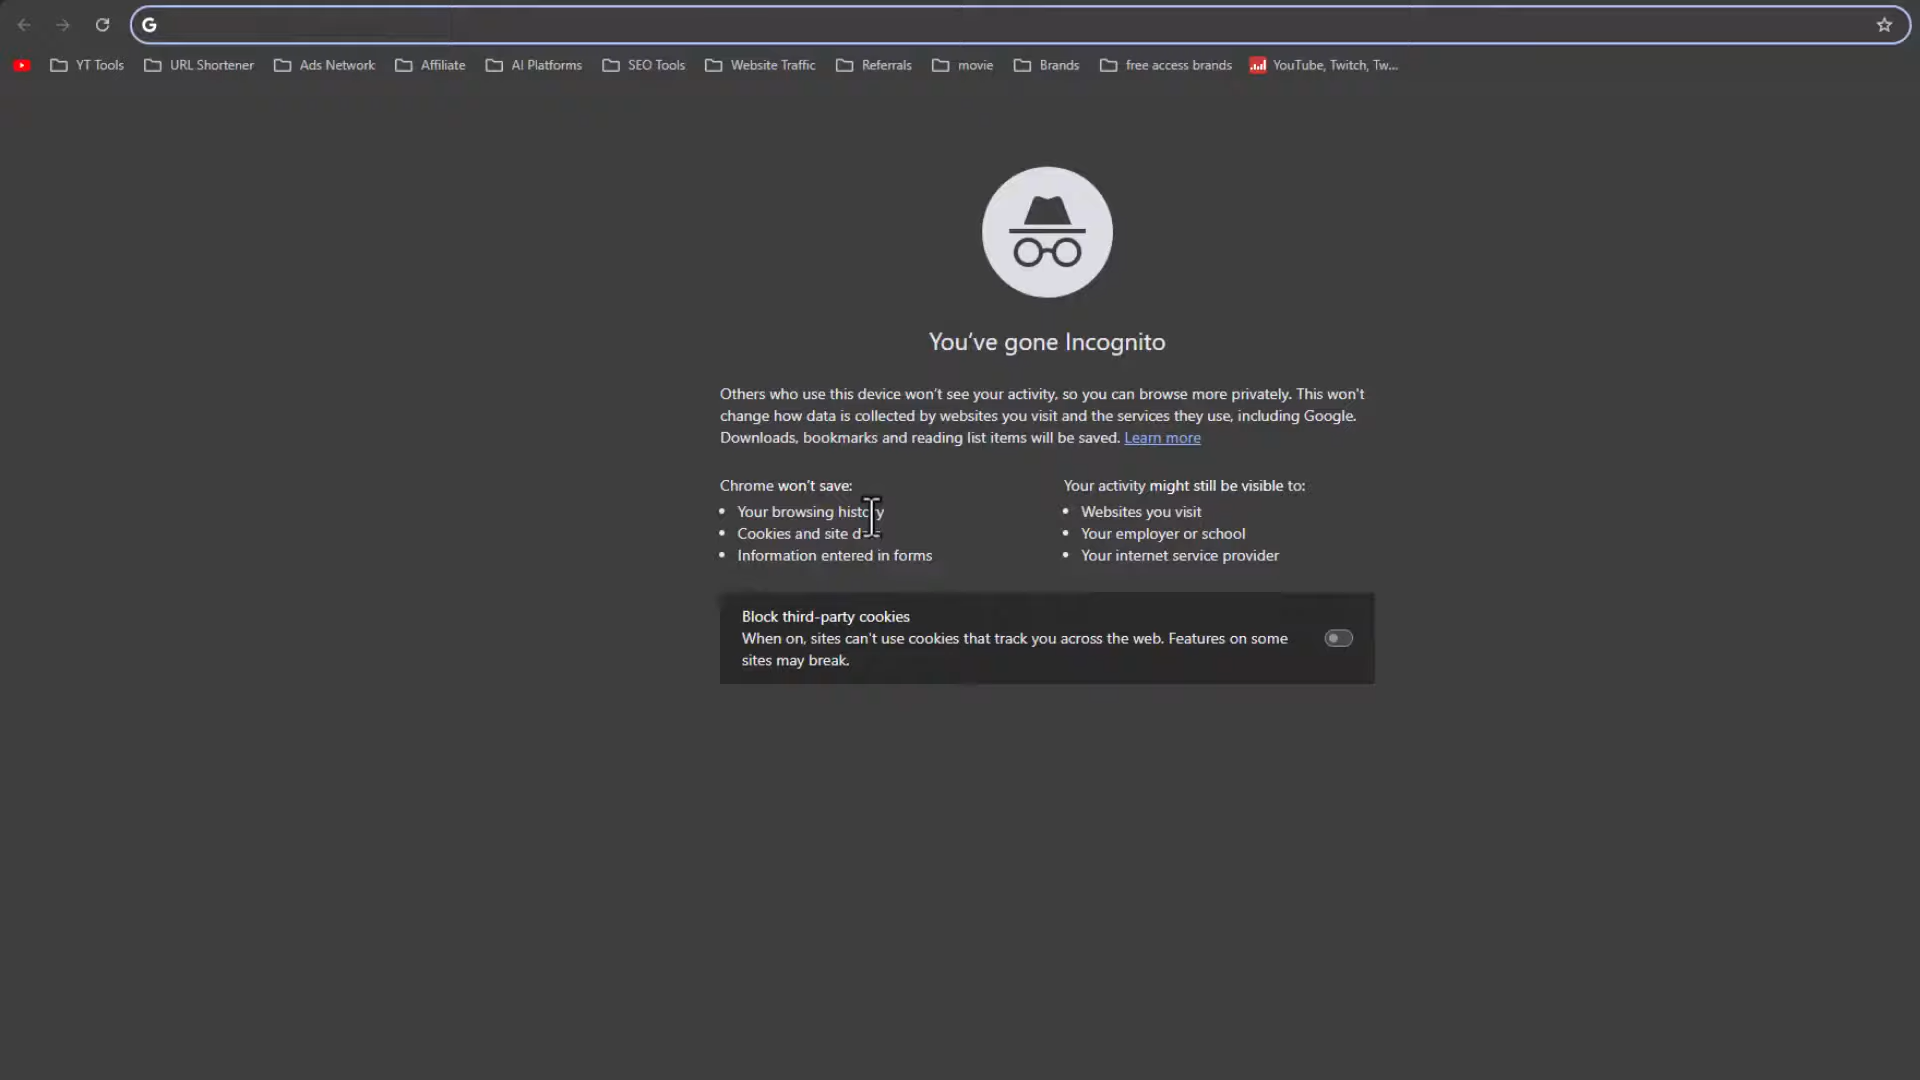 G
YT Tools URL Shortener Ads Network Affiliate AI Platforms SEO Tools Website Traffic Referrals movie Brands free access brands YouTube, Twitch, Tw...
You've gone Incognito
Others who use this device won't see your activity, so you can browse more privately. This won't
change how data is collected by websites you visit and the services they use, including Google.
Downloads, bookmarks and reading list items will be saved. Learn more
Chrome won't save:
Your browsing history
Cookies and site
Information entered in forms
Your activity might still be visible to:
Websites you visit
Your employer or school
Your internet service provider
Block third-party cookies
When on, sites can't use cookies that track you across the web. Features on some
sites may break.